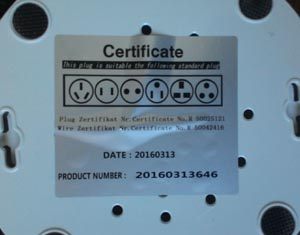 Certificate
This plug is suitable the following standard plug
Plug Zertifikat Nr.Certificate No.R 50025121
Wire Zertifikat Nr.Certificate No.R 50042416
DATE : 20160313
PRODUCT NUMBER : 20160313646